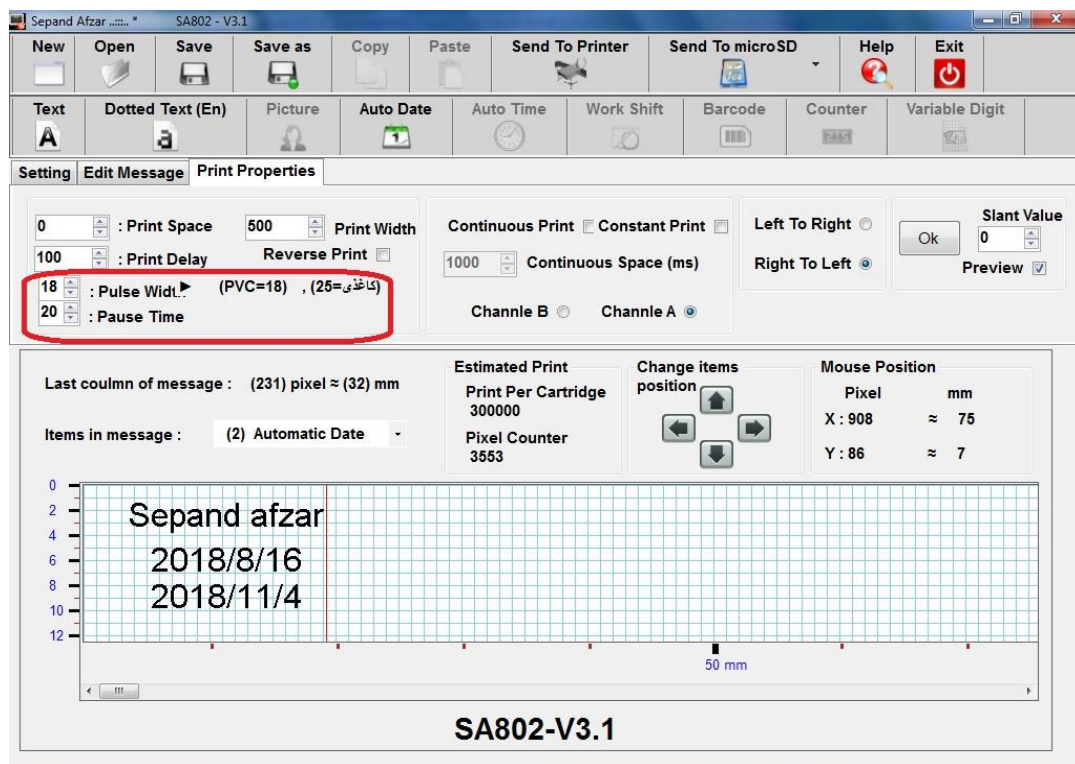 Sepand Afzar ..:::.. * SA802 - V3.1
New Open Save Save as Copy Paste Send To Printer Send To microSD Help Exit
Text Dotted Text (En) Picture Auto Date Auto Time Work Shift Barcode Counter Variable Digit
Setting Edit Message Print Properties
0 : Print Space 500 Print Width
100 : Print Delay Reverse Print
18 : Pulse Widt.: (PVC=18) , (25=کاغذی)
20 : Pause Time
Continuous Print Constant Print
1000 Continuous Space (ms)
Channle B Channle A
Left To Right
Right To Left
Ok
Slant Value
0
Preview
Last coulmn of message : (231) pixel ≈ (32) mm
Items in message : (2) Automatic Date
Estimated Print
Print Per Cartridge
300000
Pixel Counter
3553
Change items
position
Mouse Position
Pixel mm
X : 908 ≈ 75
Y : 86 ≈ 7
0
2
4
6
8
10
12
Sepand afzar
2018/8/16
2018/11/4
50 mm
SA802-V3.1